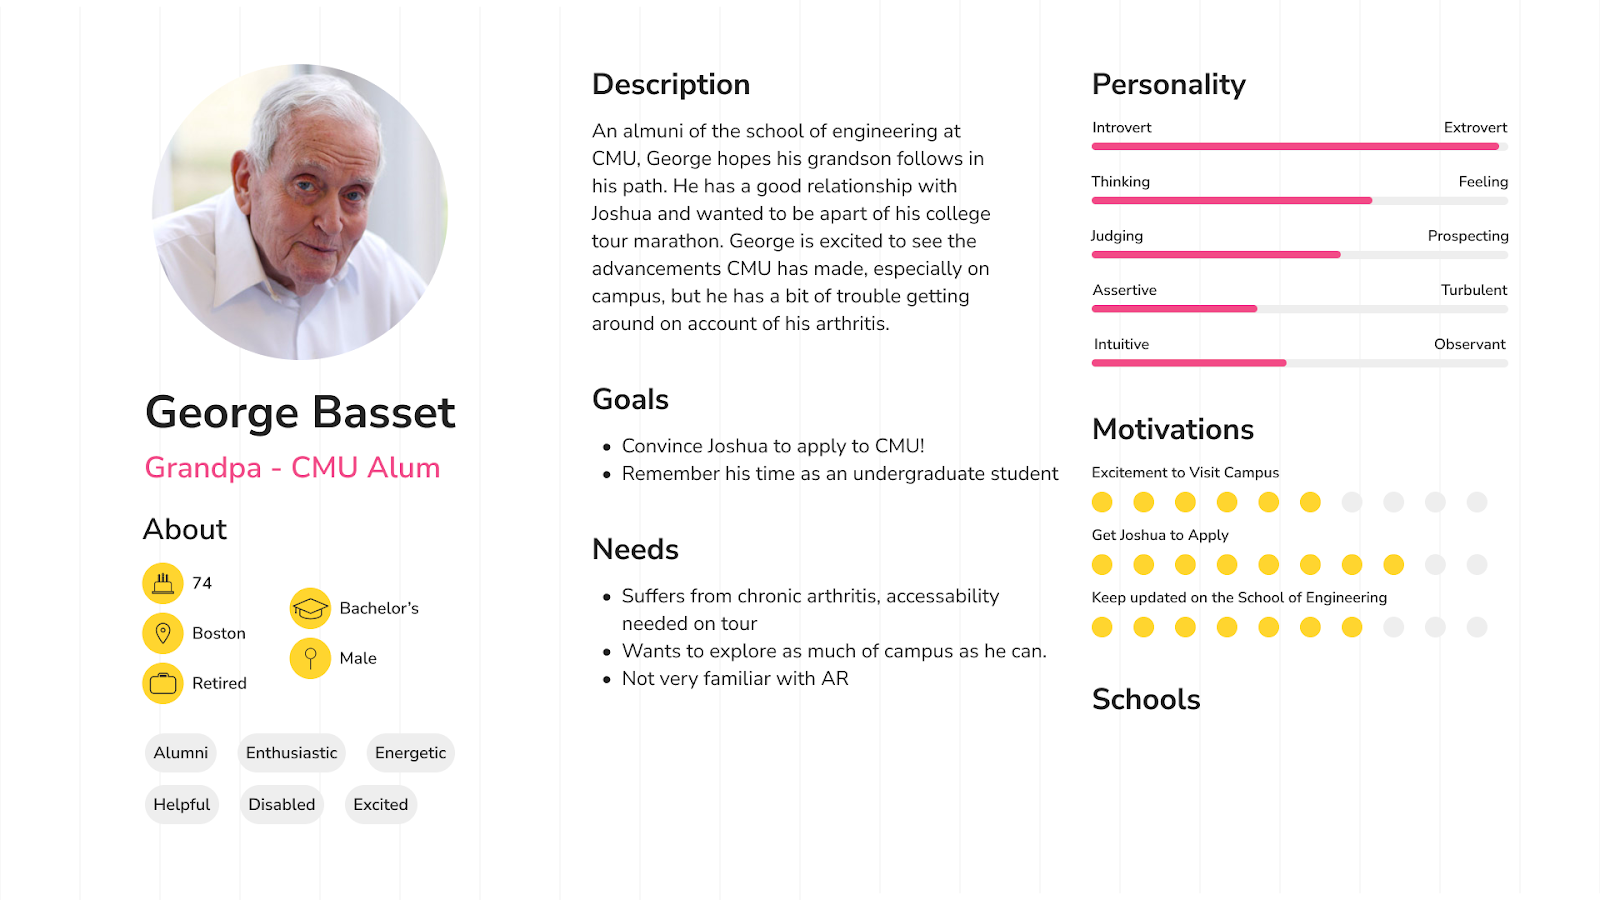 George Basset
Grandpa - CMU Alum
About
74
Boston
Retired
Bachelor's
Male
Alumni
Enthusiastic
Energetic
Helpful
Disabled
Excited
Description
An almuni of the school of engineering at
CMU, George hopes his grandson follows in
his path. He has a good relationship with
Joshua and wanted to be apart of his college
tour marathon. George is excited to see the
advancements CMU has made, especially on
campus, but he has a bit of trouble getting
around on account of his arthritis.
Goals
• Convince Joshua to apply to CMU!
• Remember his time as an undergraduate student
Needs
• Suffers from chronic arthritis, accessability
needed on tour
• Wants to explore as much of campus as he can.
• Not very familiar with AR
Personality
Introvert Extrovert
Thinking Feeling
Judging Prospecting
Assertive Turbulent
Intuitive Observant
Motivations
Excitement to Visit Campus
Get Joshua to Apply
Keep updated on the School of Engineering
Schools